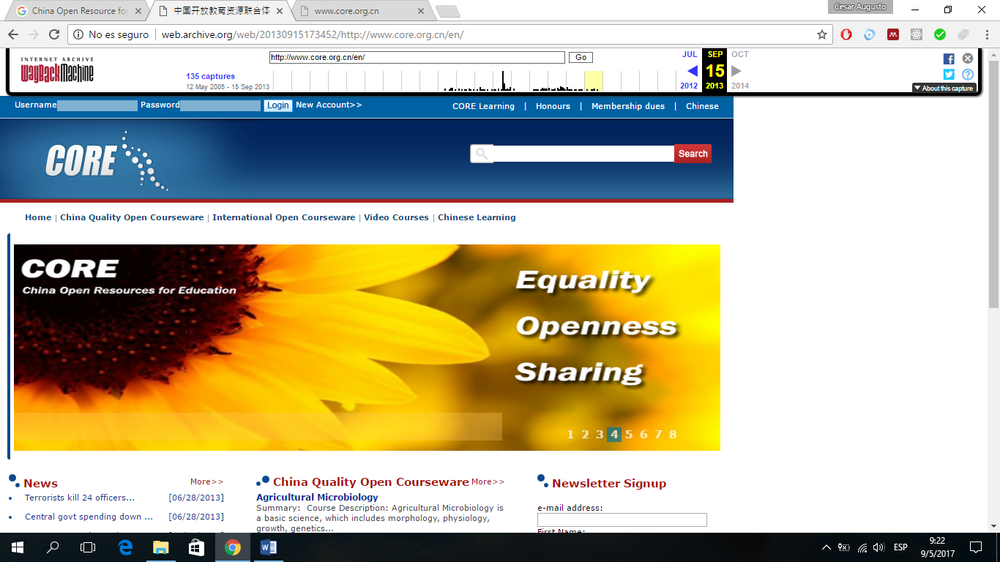 China Open Resource for
中国开放教育资源联合体
www.core.org.cn
Cesar Augusto
No es seguro
web.archive.org/web/20130915173452/http://www.core.org.cn/en/
INTERNET ARCHIVE
WayBackMachine
http://www.core.org.cn/en/
Go
135 captures
12 May 2005 - 15 Sep 2013
JUL SEP OCT
15
2012 2013 2014
About this capture
Username Password Login New Account>>
CORE Learning | Honours | Membership dues | Chinese
CORE
Search
Home | China Quality Open Courseware | International Open Courseware | Video Courses | Chinese Learning
CORE
China Open Resources for Education
Equality
Openness
Sharing
1 2 3 4 5 6 7 8
News More>>
Terrorists kill 24 officers... [06/28/2013]
Central govt spending down ... [06/28/2013]
China Quality Open Courseware More>>
Agricultural Microbiology
Summary: Course Description: Agricultural Microbiology is
a basic science, which includes morphology, physiology,
growth, genetics...
Newsletter Signup
e-mail address:
First Name:
ESP
9:22
9/5/2017